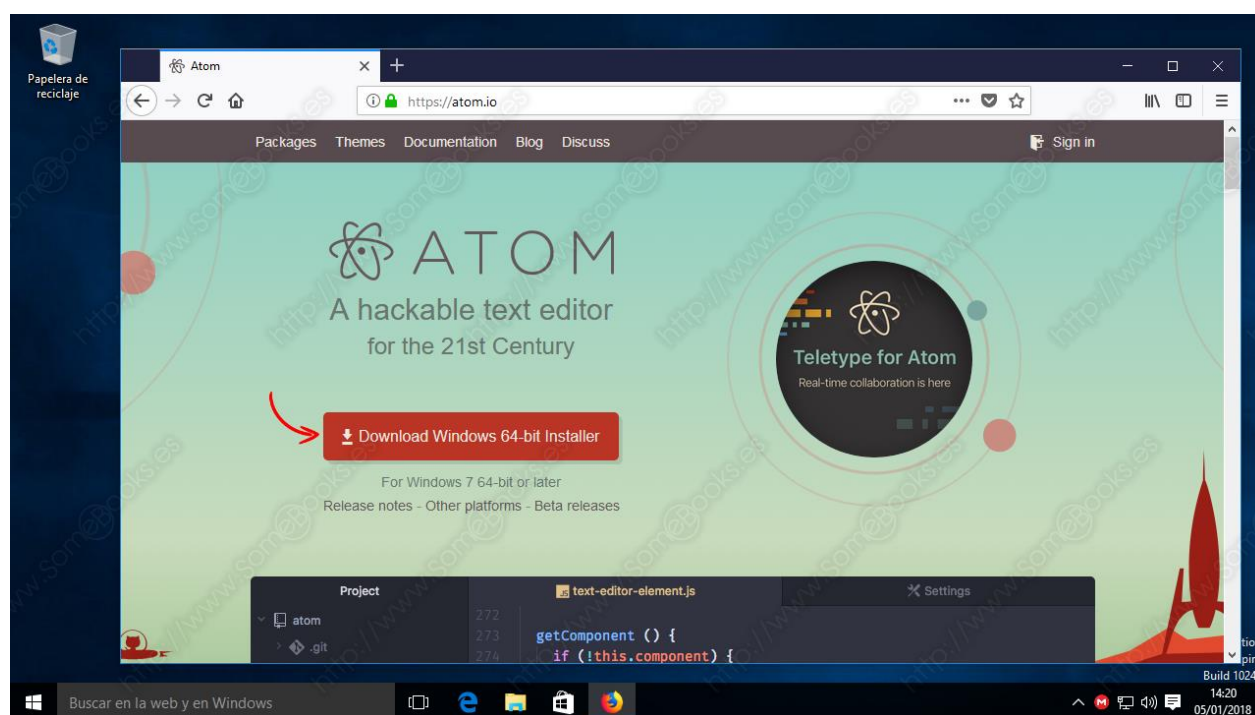 Papelera de
reciclaje
Atom
https://atom.io
Packages Themes Documentation Blog Discuss
Sign in
ATOM
A hackable text editor
for the 21st Century
Teletype for Atom
Real-time collaboration is here
Download Windows 64-bit Installer
For Windows 7 64-bit or later
Release notes - Other platforms - Beta releases
Project
text-editor-element.js
Settings
atom
.git
272
273 getComponent () {
274 if (!this.component) {
Build 1024
Buscar en la web y en Windows
14:20
05/01/2018
http://www.SomeBooks.es